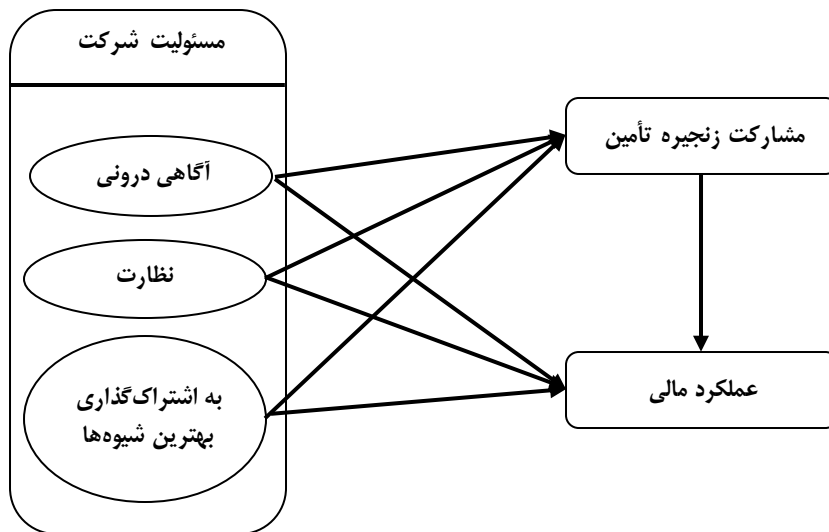 مسئولیت شرکت
مشارکت زنجیره تأمین
آگاهی درونی
نظارت
به اشتراک‌گذاری
بهترین شیوه‌ها
عملکرد مالی